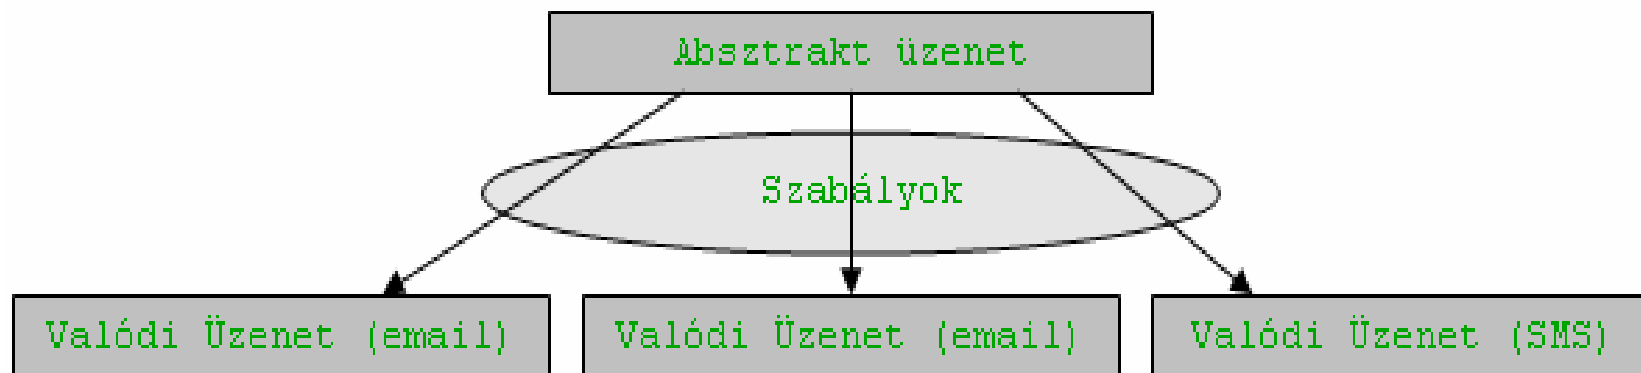 Absztrakt üzenet
Szabályok
Valódi Üzenet (email)
Valódi Üzenet (email)
Valódi Üzenet (SMS)